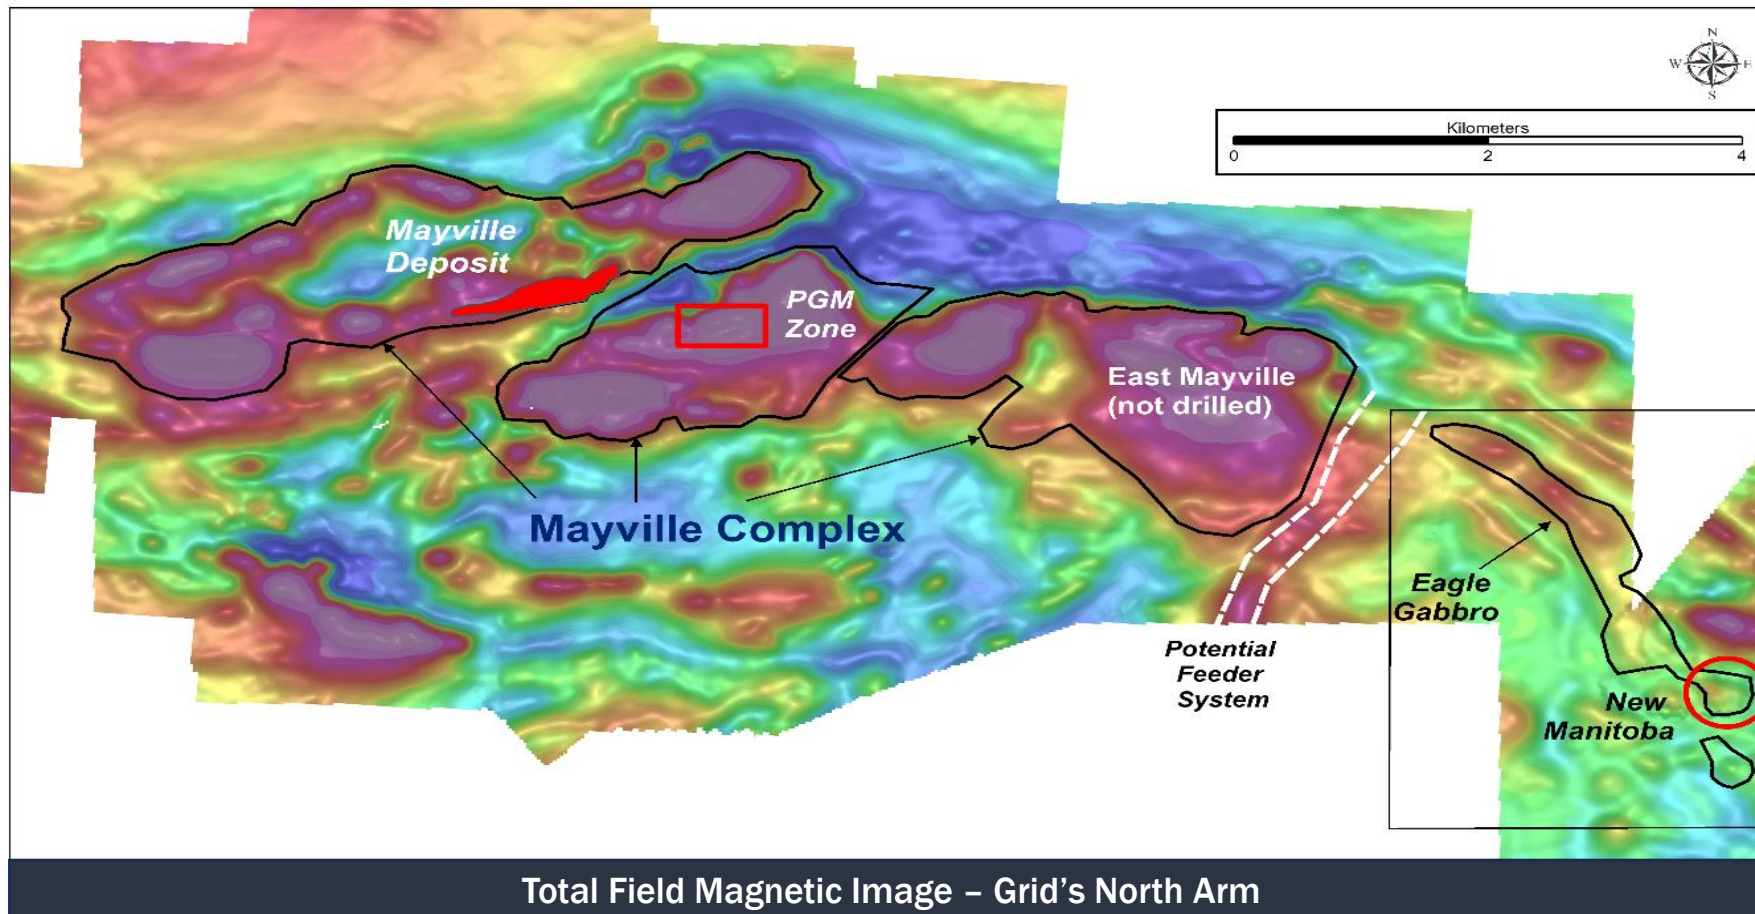 N
W E
S
Kilometers
0 2 4
Mayville
Deposit
PGM
Zone
East Mayville
(not drilled)
Mayville Complex
Eagle
Gabbro
Potential
Feeder
System
New
Manitoba
Total Field Magnetic Image – Grid's North Arm